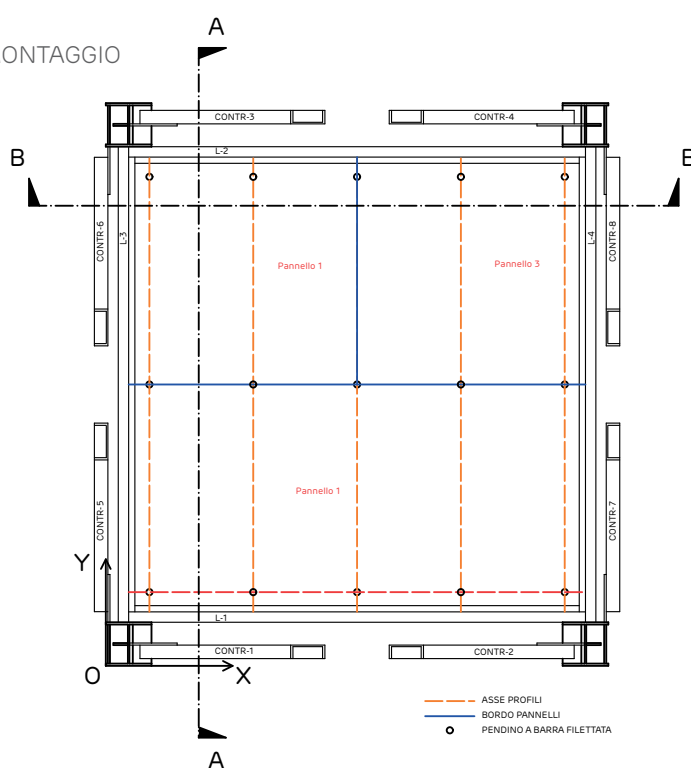 ONTAGGIO
A
CONTR-3
CONTR-4
L-2
B
CONTR-6
L-3
L-4
CONTR-8
Pannello 1
Pannello 3
Pannello 1
CONTR-5
CONTR-7
Y
L-1
O
CONTR-1
X
CONTR-2
ASSE PROFILI
BORDO PANNELLI
PENDINO A BARRA FILETTATA
A